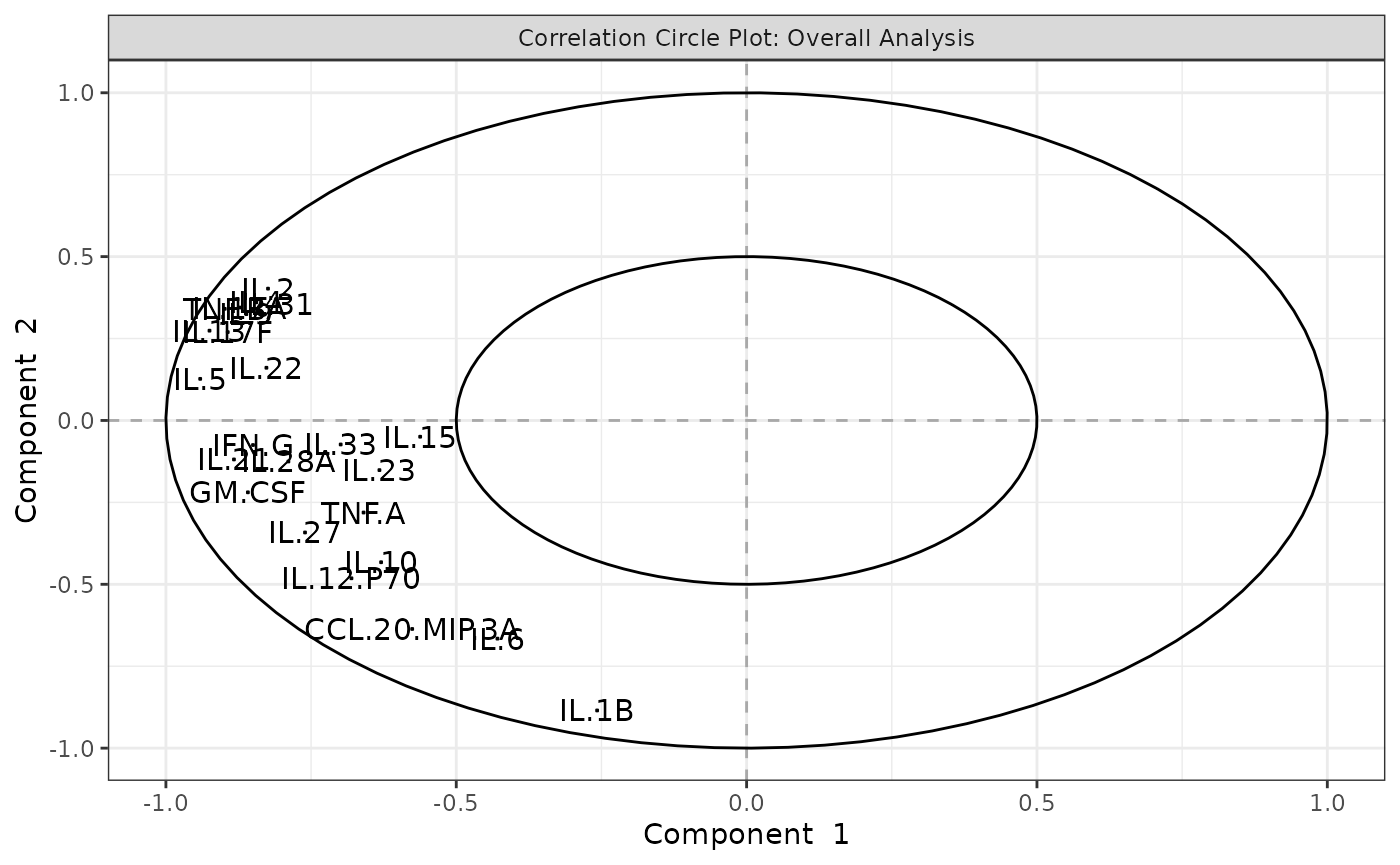 Correlation Circle Plot: Overall Analysis
1.0
0.5
0.0
-0.5
-1.0
Component 2
IL.2
IL.31
IL.13
IL.17F
IL.22
IL.5
IFN.G
IL.33
IL.15
IL.21
IL.28A
IL.23
GM.CSF
TNF.A
IL.27
IL.10
IL.12.P70
CCL.20.MIP.3A
IL.6
IL.1B
-1.0 -0.5 0.0 0.5 1.0
Component 1